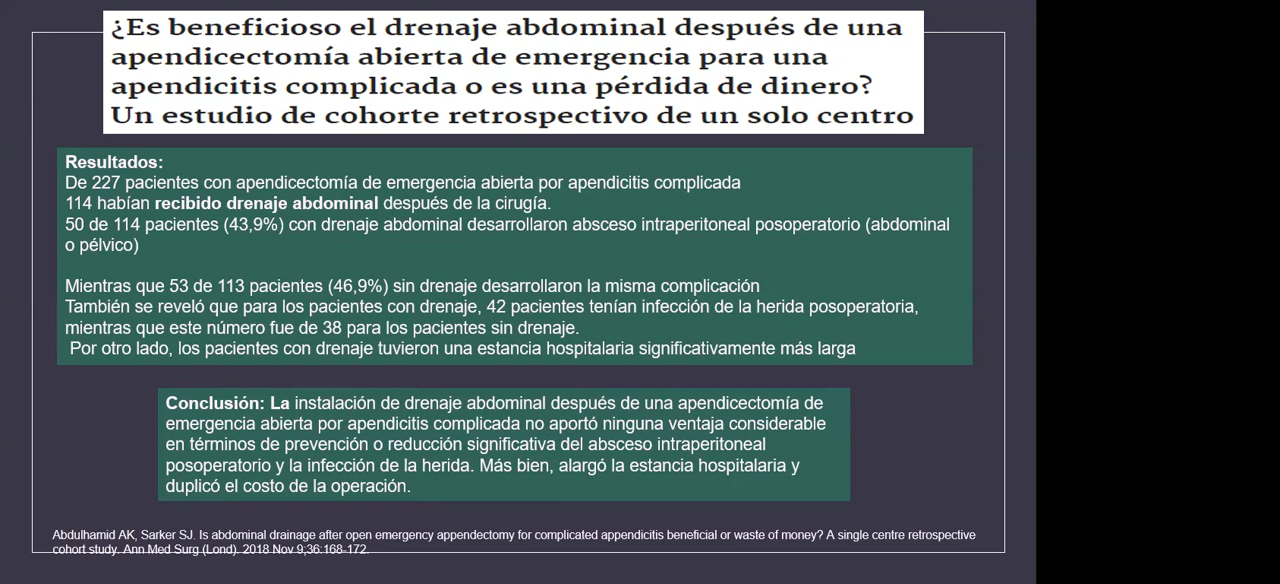 ¿Es beneficioso el drenaje abdominal después de una
apendicectomía abierta de emergencia para una
apendicitis complicada o es una pérdida de dinero?
Un estudio de cohorte retrospectivo de un solo centro
Resultados:
De 227 pacientes con apendicectomía de emergencia abierta por apendicitis complicada
114 habían recibido drenaje abdominal después de la cirugía.
50 de 114 pacientes (43,9%) con drenaje abdominal desarrollaron absceso intraperitoneal posoperatorio (abdominal
o pélvico)
Mientras que 53 de 113 pacientes (46,9%) sin drenaje desarrollaron la misma complicación
También se reveló que para los pacientes con drenaje, 42 pacientes tenían infección de la herida posoperatoria,
mientras que este número fue de 38 para los pacientes sin drenaje.
Por otro lado, los pacientes con drenaje tuvieron una estancia hospitalaria significativamente más larga
Conclusión: La instalación de drenaje abdominal después de una apendicectomía de
emergencia abierta por apendicitis complicada no aportó ninguna ventaja considerable
en términos de prevención o reducción significativa del absceso intraperitoneal
posoperatorio y la infección de la herida. Más bien, alargó la estancia hospitalaria y
duplicó el costo de la operación.
Abdulhamid AK, Sarker SJ. Is abdominal drainage after open emergency appendectomy for complicated appendicitis beneficial or waste of money? A single centre retrospective
cohort study. Ann Med Surg (Lond). 2018 Nov 9;36:168-172.